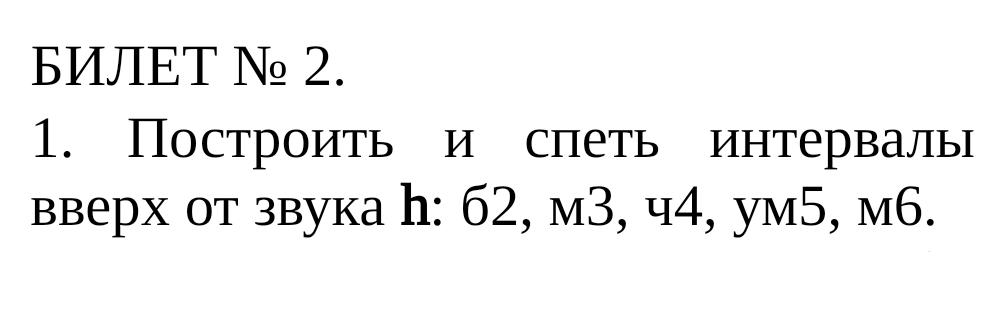 БИЛЕТ № 2.
1. Построить и спеть интервалы
вверх от звука h: б2, м3, ч4, ум5, м6.